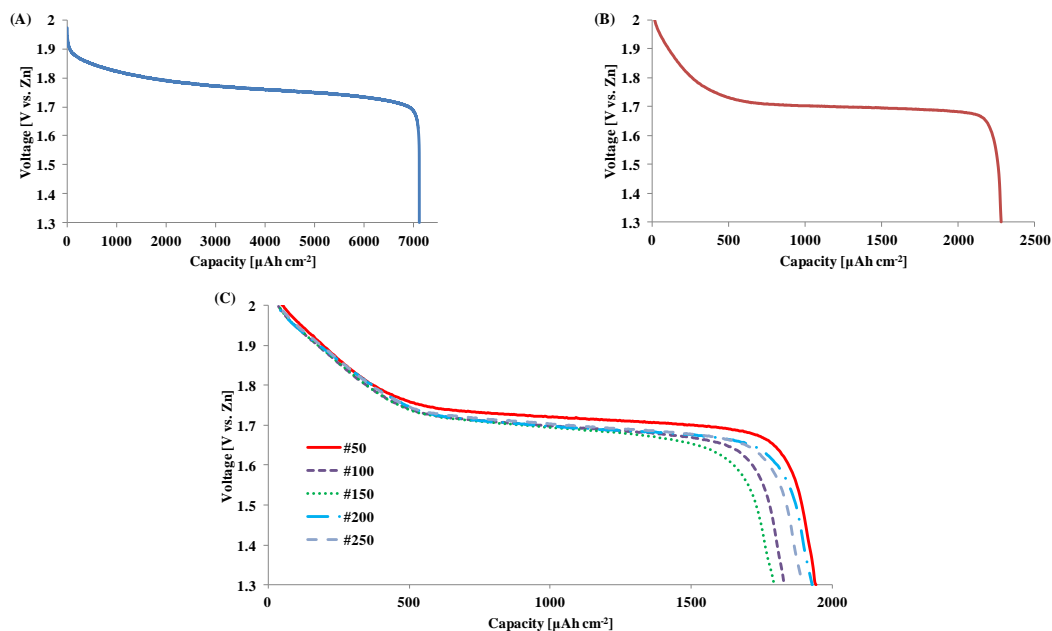 (A)
2
1.9
1.8
1.7
1.6
1.5
1.4
1.3
Voltage [V vs. Zn]
0 1000 2000 3000 4000 5000 6000 7000
Capacity [µAh cm-2]
(B)
2
1.9
1.8
1.7
1.6
1.5
1.4
1.3
Voltage [V vs. Zn]
0 500 1000 1500 2000 2500
Capacity [µAh cm-2]
(C)
2
1.9
1.8
1.7
1.6
1.5
1.4
1.3
Voltage [V vs. Zn]
#50
#100
#150
#200
#250
0 500 1000 1500 2000
Capacity [µAh cm-2]